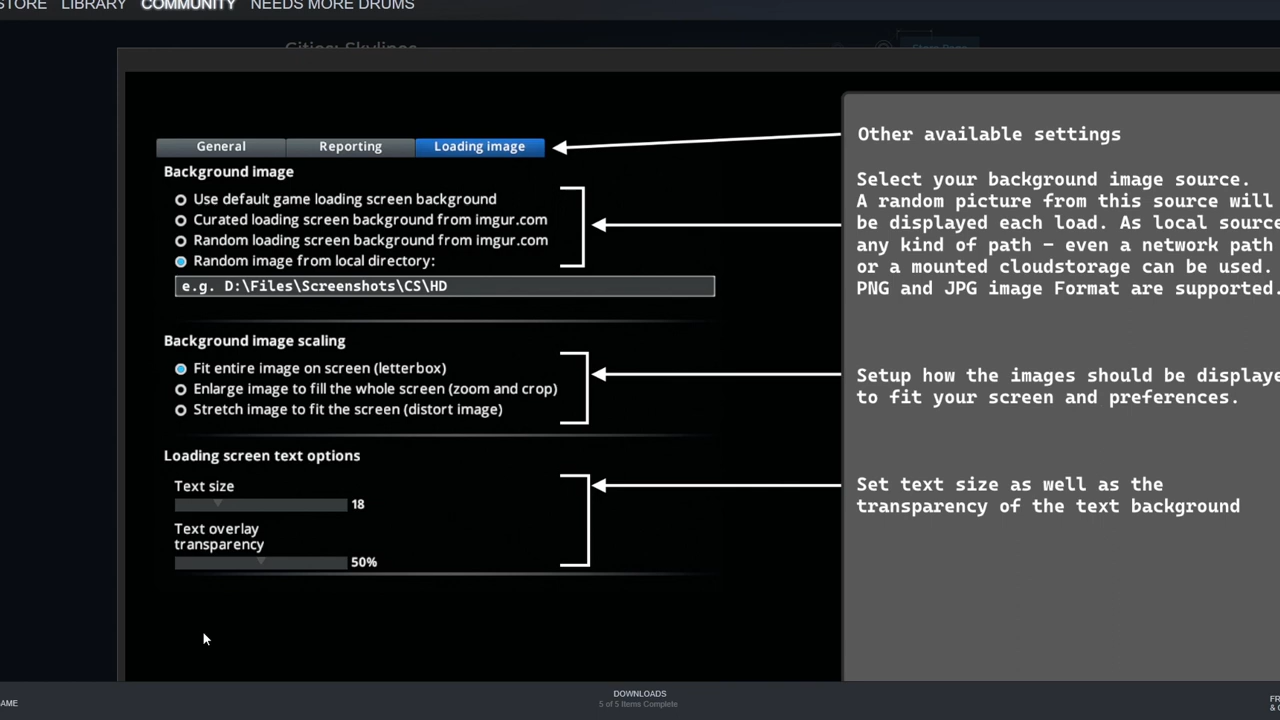 STORE LIBRARY COMMUNITY NEEDS MORE DRUMS
Cities: Skylines
Store Page
General Reporting Loading image
Background image
Use default game loading screen background
Curated loading screen background from imgur.com
Random loading screen background from imgur.com
Random image from local directory:
e.g. D:\Files\Screenshots\CS\HD
Background image scaling
Fit entire image on screen (letterbox)
Enlarge image to fill the whole screen (zoom and crop)
Stretch image to fit the screen (distort image)
Loading screen text options
Text size
18
Text overlay
transparency
50%
Other available settings
Select your background image source.
A random picture from this source will
be displayed each load. As local source
any kind of path – even a network path
or a mounted cloudstorage can be used.
PNG and JPG image Format are supported.
Setup how the images should be displaye
to fit your screen and preferences.
Set text size as well as the
transparency of the text background
AME
DOWNLOADS
5 of 5 Items Complete
FR
& C